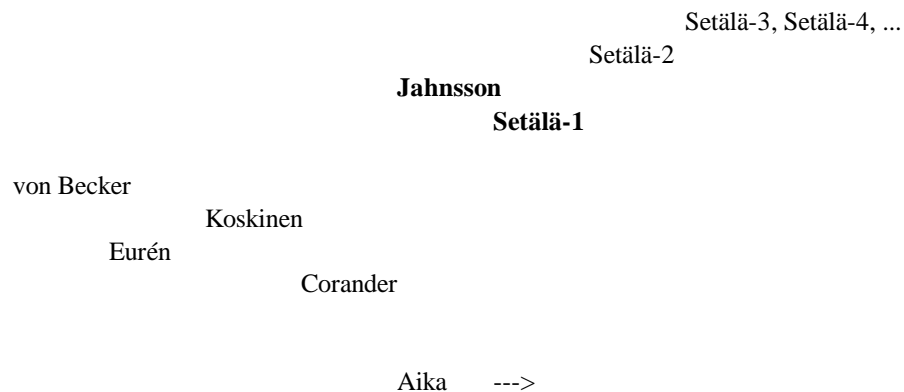 Setälä-3, Setälä-4, ...
Setälä-2
Jahnsson
Setälä-1
von Becker
Koskinen
Eurén
Corander
Aika --->